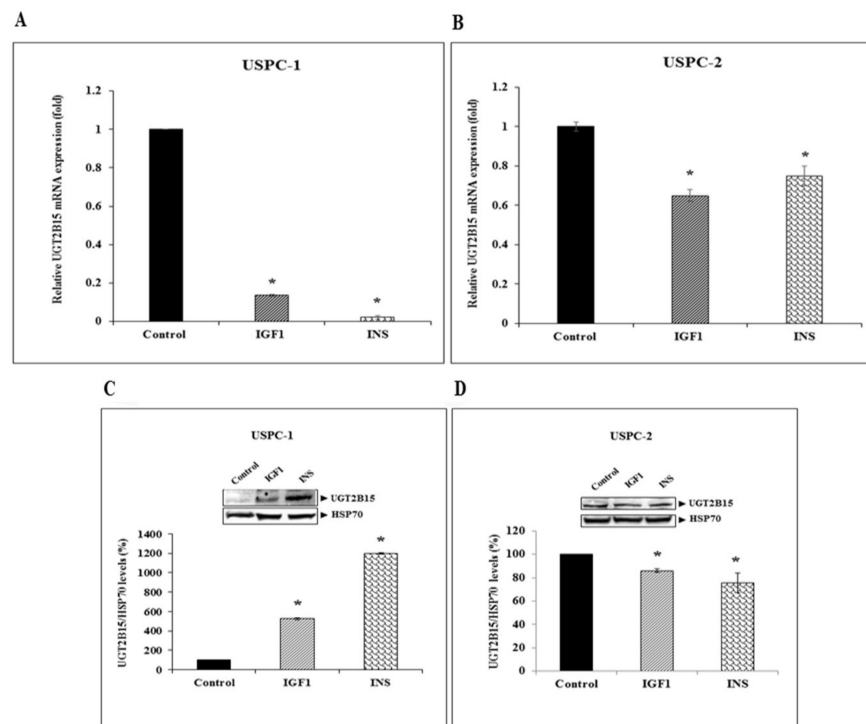 A
USPC-1
Relative UGT2B15 mRNA expression (fold)
1.2
1
0.8
0.6
0.4
0.2
0
*
*
Control
IGF1
INS
B
USPC-2
Relative UGT2B15 mRNA expression (fold)
1.2
1
0.8
0.6
0.4
0.2
0
*
*
Control
IGF1
INS
C
USPC-1
Control
IGF1
INS
UGT2B15
HSP70
UGT2B15/HSP70 levels (%)
1400
1200
1000
800
600
400
200
0
*
*
Control
IGF1
INS
D
USPC-2
Control
IGF1
INS
UGT2B15
HSP70
UGT2B15/HSP70 levels (%)
120
100
80
60
40
20
0
*
*
Control
IGF1
INS